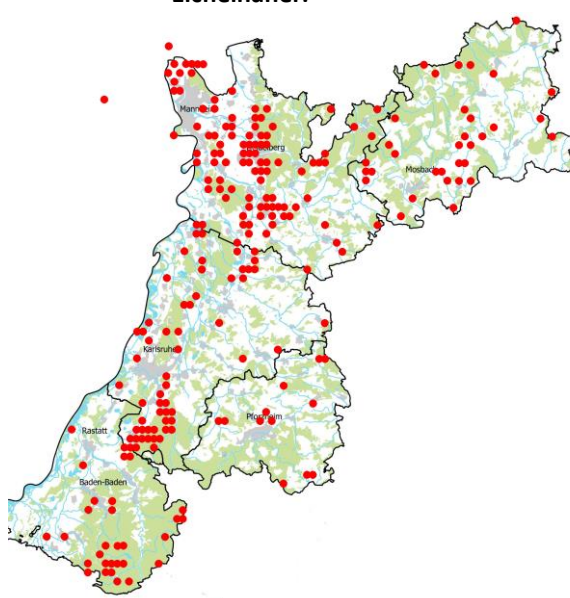 Eichelhäher:
Mannheim
Heidelberg
Mosbach
Karlsruhe
Pforzheim
Rastatt
Baden-Baden